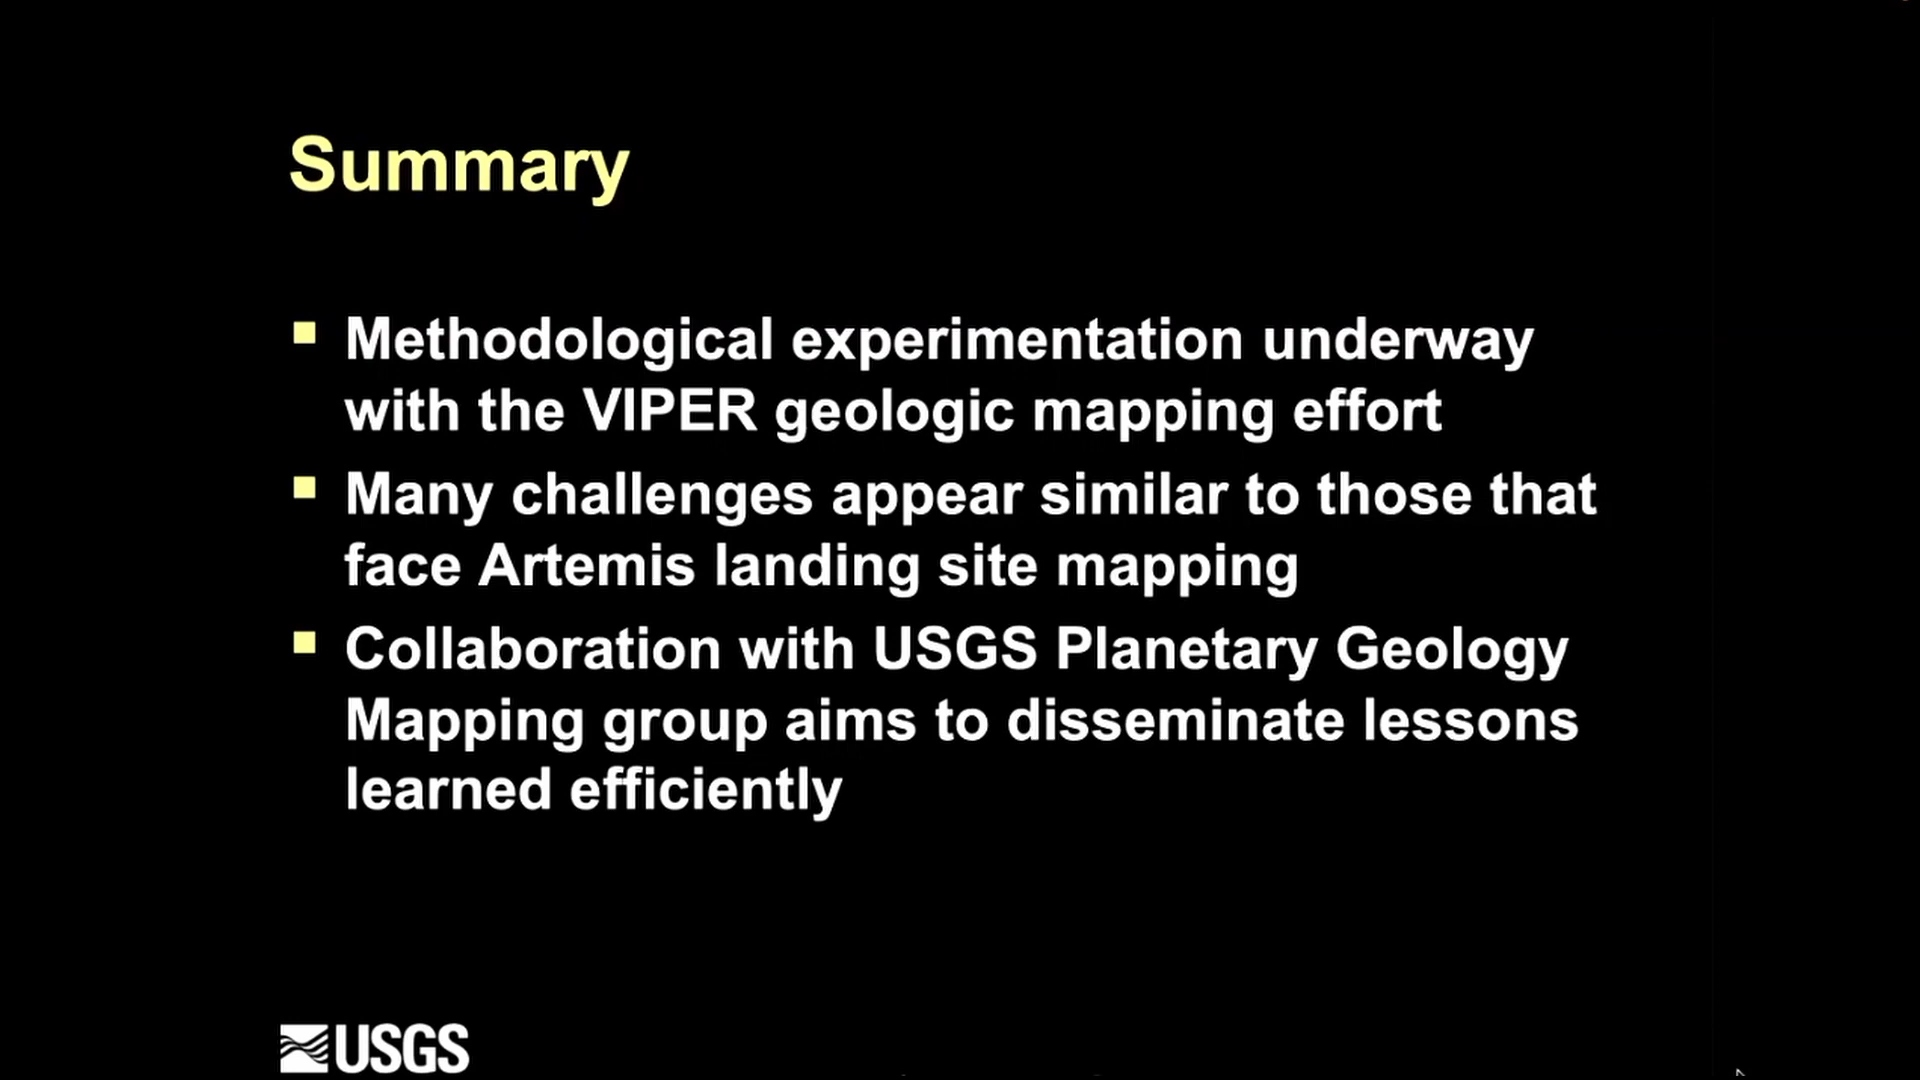 Summary
Methodological experimentation underway
with the VIPER geologic mapping effort
Many challenges appear similar to those that
face Artemis landing site mapping
Collaboration with USGS Planetary Geology
Mapping group aims to disseminate lessons
learned efficiently
USGS